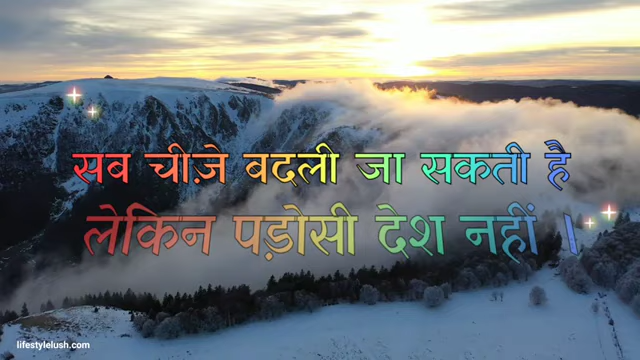 सब चीज़े बदली जा सकती है
लेकिन पड़ोसी देश नहीं ।
lifestylelush.com